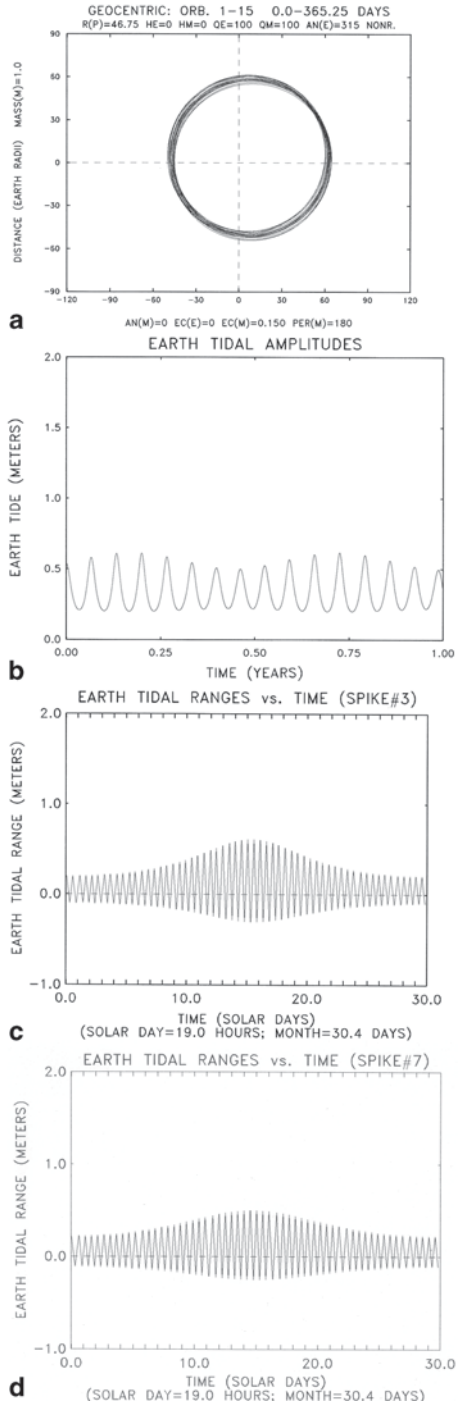 GEOCENTRIC: ORB. 1-15 0.0-365.25 DAYS
R(P)=46.75 HE=0 HM=0 QE=100 QM=100 AN(E)=315 NONR.
DISTANCE (EARTH RADII) MASS(M)=1.0
90
60
30
0
-30
-60
-90
-120 -90 -60 -30 0 30 60 90 120
a
AN(M)=0 EC(E)=0 EC(M)=0.150 PER(M)=180
EARTH TIDAL AMPLITUDES
EARTH TIDE (METERS)
2.0
1.5
1.0
0.5
0.0
0.00 0.25 0.50 0.75 1.00
TIME (YEARS)
b
EARTH TIDAL RANGES vs. TIME (SPIKE#3)
EARTH TIDAL RANGE (METERS)
2.0
1.0
0.0
-1.0
0.0 10.0 20.0 30.0
TIME (SOLAR DAYS)
(SOLAR DAY=19.0 HOURS; MONTH=30.4 DAYS)
c
EARTH TIDAL RANGES vs. TIME (SPIKE#7)
EARTH TIDAL RANGE (METERS)
2.0
1.0
0.0
-1.0
0.0 10.0 20.0 30.0
TIME (SOLAR DAYS)
(SOLAR DAY=19.0 HOURS; MONTH=30.4 DAYS)
d